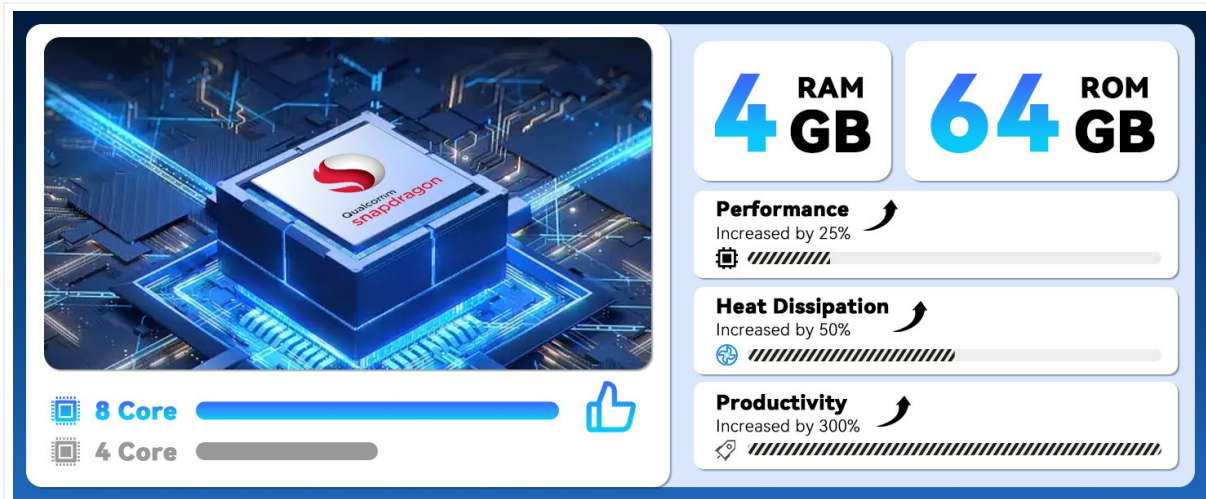 Qualcomm
snapdragon
8 Core
4 Core
4 RAM GB
64 ROM GB
Performance
Increased by 25%
Heat Dissipation
Increased by 50%
Productivity
Increased by 300%